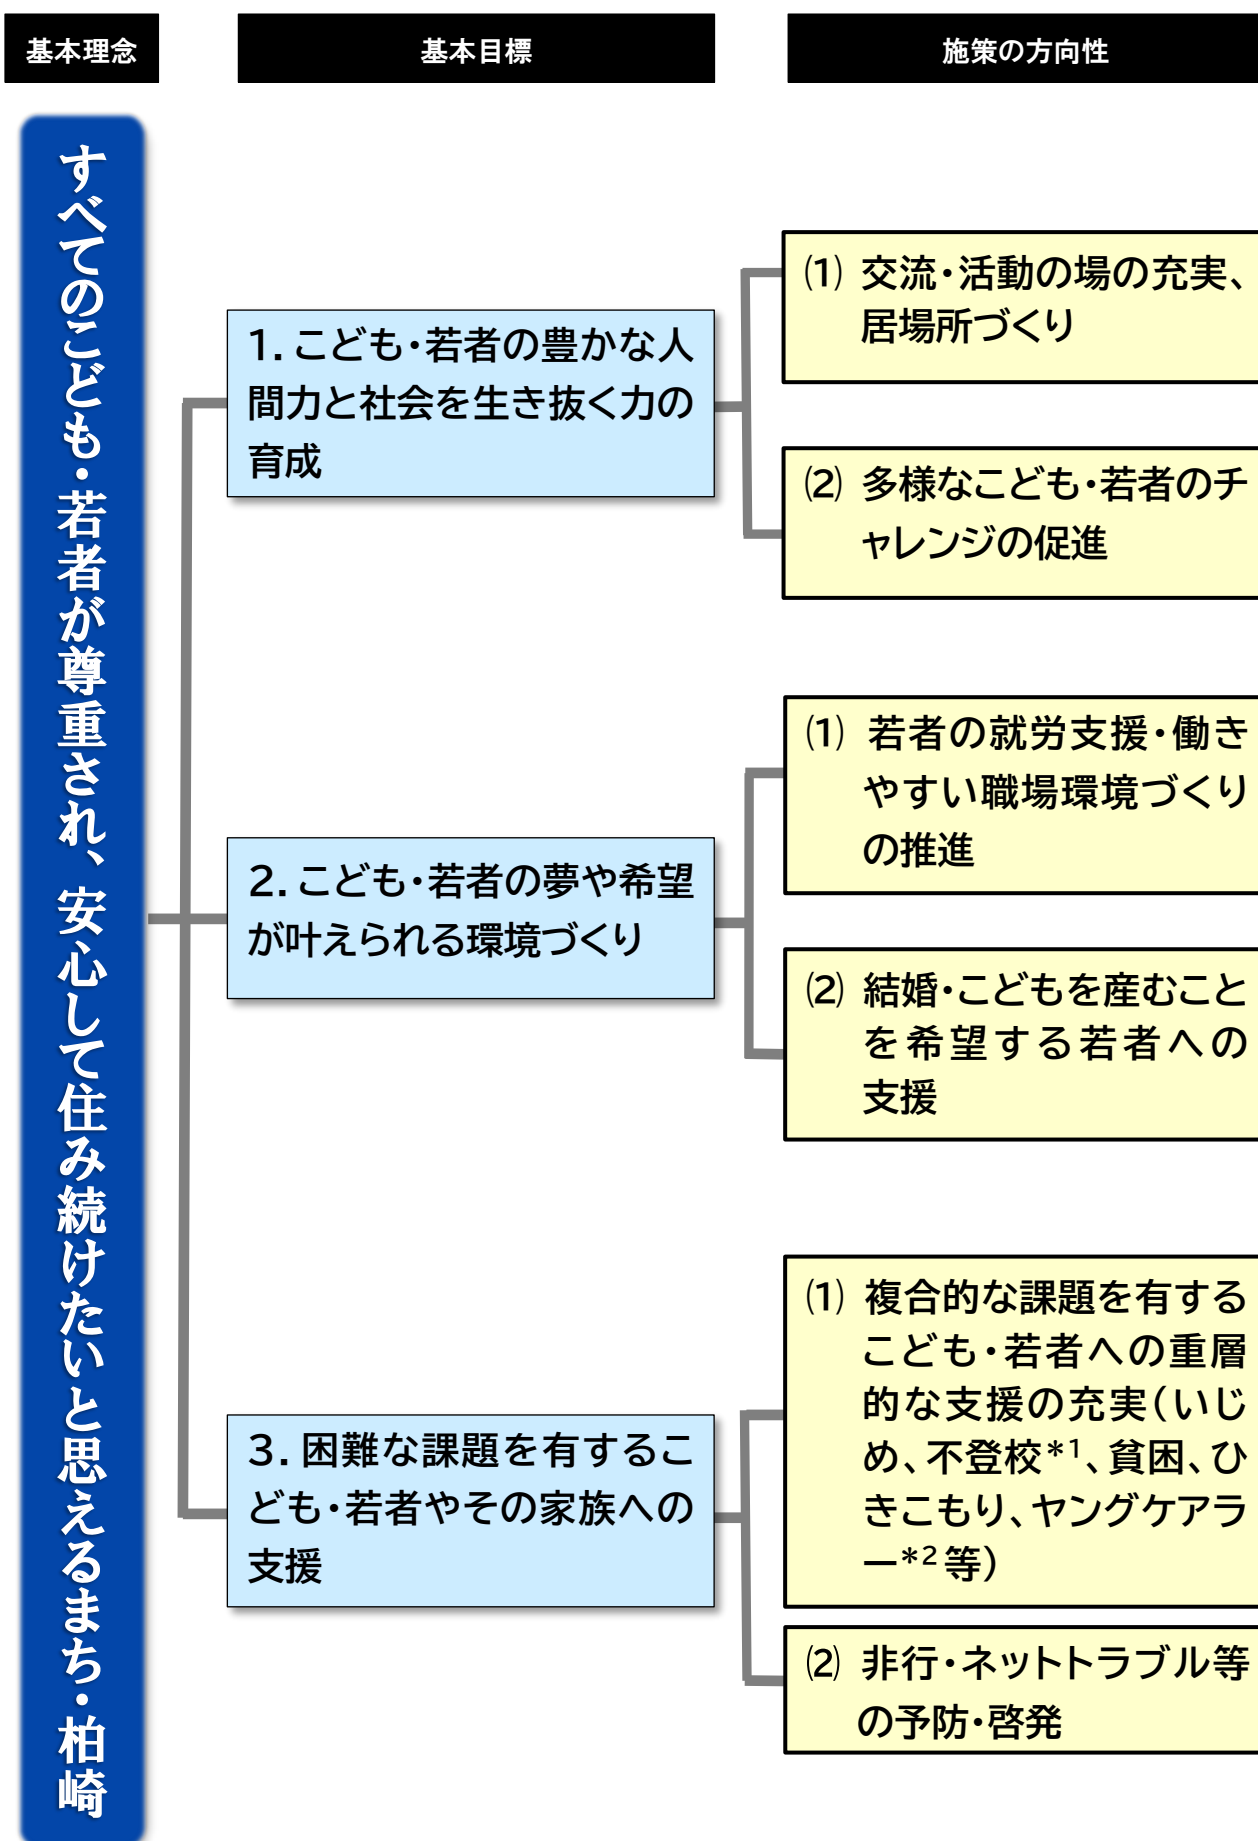 基本理念
基本目標
施策の方向性
すべてのこども・若者が尊重され、安心して住み続けたいと思えるまち・柏崎
1．こども・若者の豊かな人
間力と社会を生き抜く力の
育成
⑴ 交流・活動の場の充実、
居場所づくり
⑵ 多様なこども・若者のチ
ャレンジの促進
2．こども・若者の夢や希望
が叶えられる環境づくり
⑴ 若者の就労支援・働き
やすい職場環境づくり
の推進
⑵ 結婚・こどもを産むこと
を希望する若者への
支援
3．困難な課題を有するこ
ども・若者やその家族への
支援
⑴ 複合的な課題を有する
こども・若者への重層
的な支援の充実（いじ
め、不登校*1、貧困、ひ
きこもり、ヤングケアラ
ー*2等）
⑵ 非行・ネットトラブル等
の予防・啓発